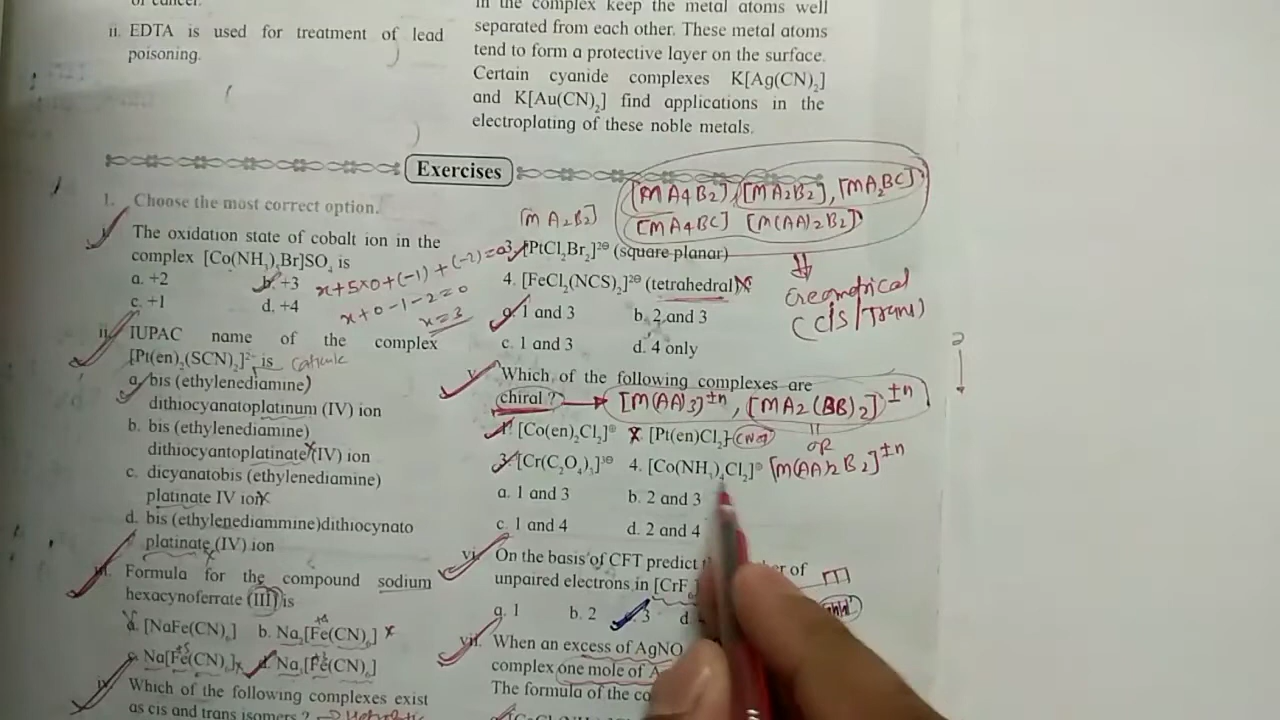 of cancer.
ii. EDTA is used for treatment of lead
poisoning.
in the complex keep the metal atoms well
separated from each other. These metal atoms
tend to form a protective layer on the surface.
Certain cyanide complexes K[Ag(CN)₂]
and K[Au(CN)₂] find applications in the
electroplating of these noble metals.
Exercises
1. Choose the most correct option.
i. The oxidation state of cobalt ion in the
complex [Co(NH₃)₅Br]SO₄ is
a. +2 b. +3
c. +1 d. +4
x+5×0+(-1)+(-2)=0
x+0-1-2=0
x=3
ii. IUPAC name of the complex
[Pt(en)₂(SCN)₂]²⁺ is
a. bis (ethylenediamine)
dithiocyanatoplatinum (IV) ion
b. bis (ethylenediamine)
dithiocyantoplatinate (IV) ion
c. dicyanatobis (ethylenediamine)
platinate IV ion
d. bis (ethylenediammine)dithiocynato
platinate (IV) ion
iii. Formula for the compound sodium
hexacynoferrate (III) is
a. [NaFe(CN)₆] b. Na₂[Fe(CN)₆]
c. Na[Fe(CN)₆] d. Na₃[Fe(CN)₆]
iv. Which of the following complexes exist
as cis and trans isomers ?
[MA₄B₂], [MA₂B₂], [MA₂BC]
[MA₂B₂]
[MA₄BC] [M(AA)₂B₂]
Geometrical
(cis/Trans)
3. [PtCl₂Br₂]²⊖ (square planar)
4. [FeCl₂(NCS)₂]²⊖ (tetrahedral)
a. 1 and 3 b. 2 and 3
c. 1 and 3 d. 4 only
v. Which of the following complexes are
chiral ? [M(AA)₃]±n, [MA₂(BB)₂]±n
1. [Co(en)₂Cl₂]⊕ 2. [Pt(en)Cl₂]
or
3. [Cr(C₂O₄)₃]³⊖ 4. [Co(NH₃)₄Cl₂]⊕ [M(AA)₂B₂]±n
a. 1 and 3 b. 2 and 3
c. 1 and 4 d. 2 and 4
vi. On the basis of CFT predict of
unpaired electrons in [CrF₆
a. 1 b. 2 c. 3 d.
vii. When an excess of AgNO
complex one mole of A
The formula of the co